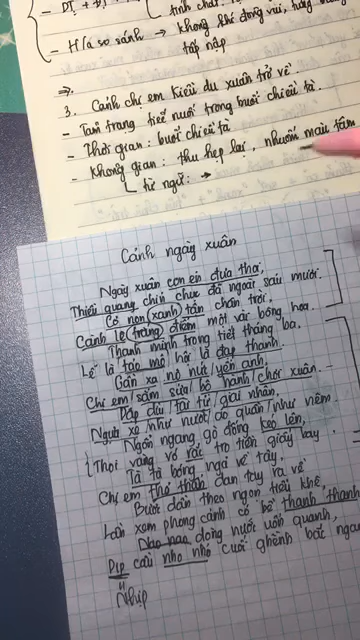 - DT + ĐT
tính chất.
- H/a so sánh → không khí đông vui,
tấp nập
⇒.
3. Cảnh chị em Kiều du xuân trở về.
- Tâm trạng tiếc nuối trong buổi chiều tà.
- Thời gian: buổi chiều tà
- Không gian: thu hẹp lại, nhuốm màu tâm
từ ngữ: →
Cảnh ngày xuân
Ngày xuân con én đưa thoi,
Thiều quang chín chục đã ngoài sáu mươi.
Cỏ non (xanh) tận chân trời.
Cành lê (trắng) điểm một vài bông hoa.
Thanh minh trong tiết tháng ba.
Lễ là tảo mộ hội là đạp thanh.
Gần xa nô nức/yến anh,
Chị em/sắm sửa/bộ hành/chơi xuân.
Dập dìu/tài tử/giai nhân,
Ngựa xe/như nước/áo quần/như nêm.
Ngổn ngang gò đống kéo lên,
Thoi vàng vó rắc tro tiền giấy bay.
Tà tà bóng ngả về tây,
Chị em thơ thẩn dan tay ra về
Bước dần theo ngọn tiểu khê,
Lần xem phong cảnh có bề thanh thanh
Nao nao dòng nước uốn quanh,
Dịp cầu nho nhỏ cuối ghềnh bắc ngang
Nhịp